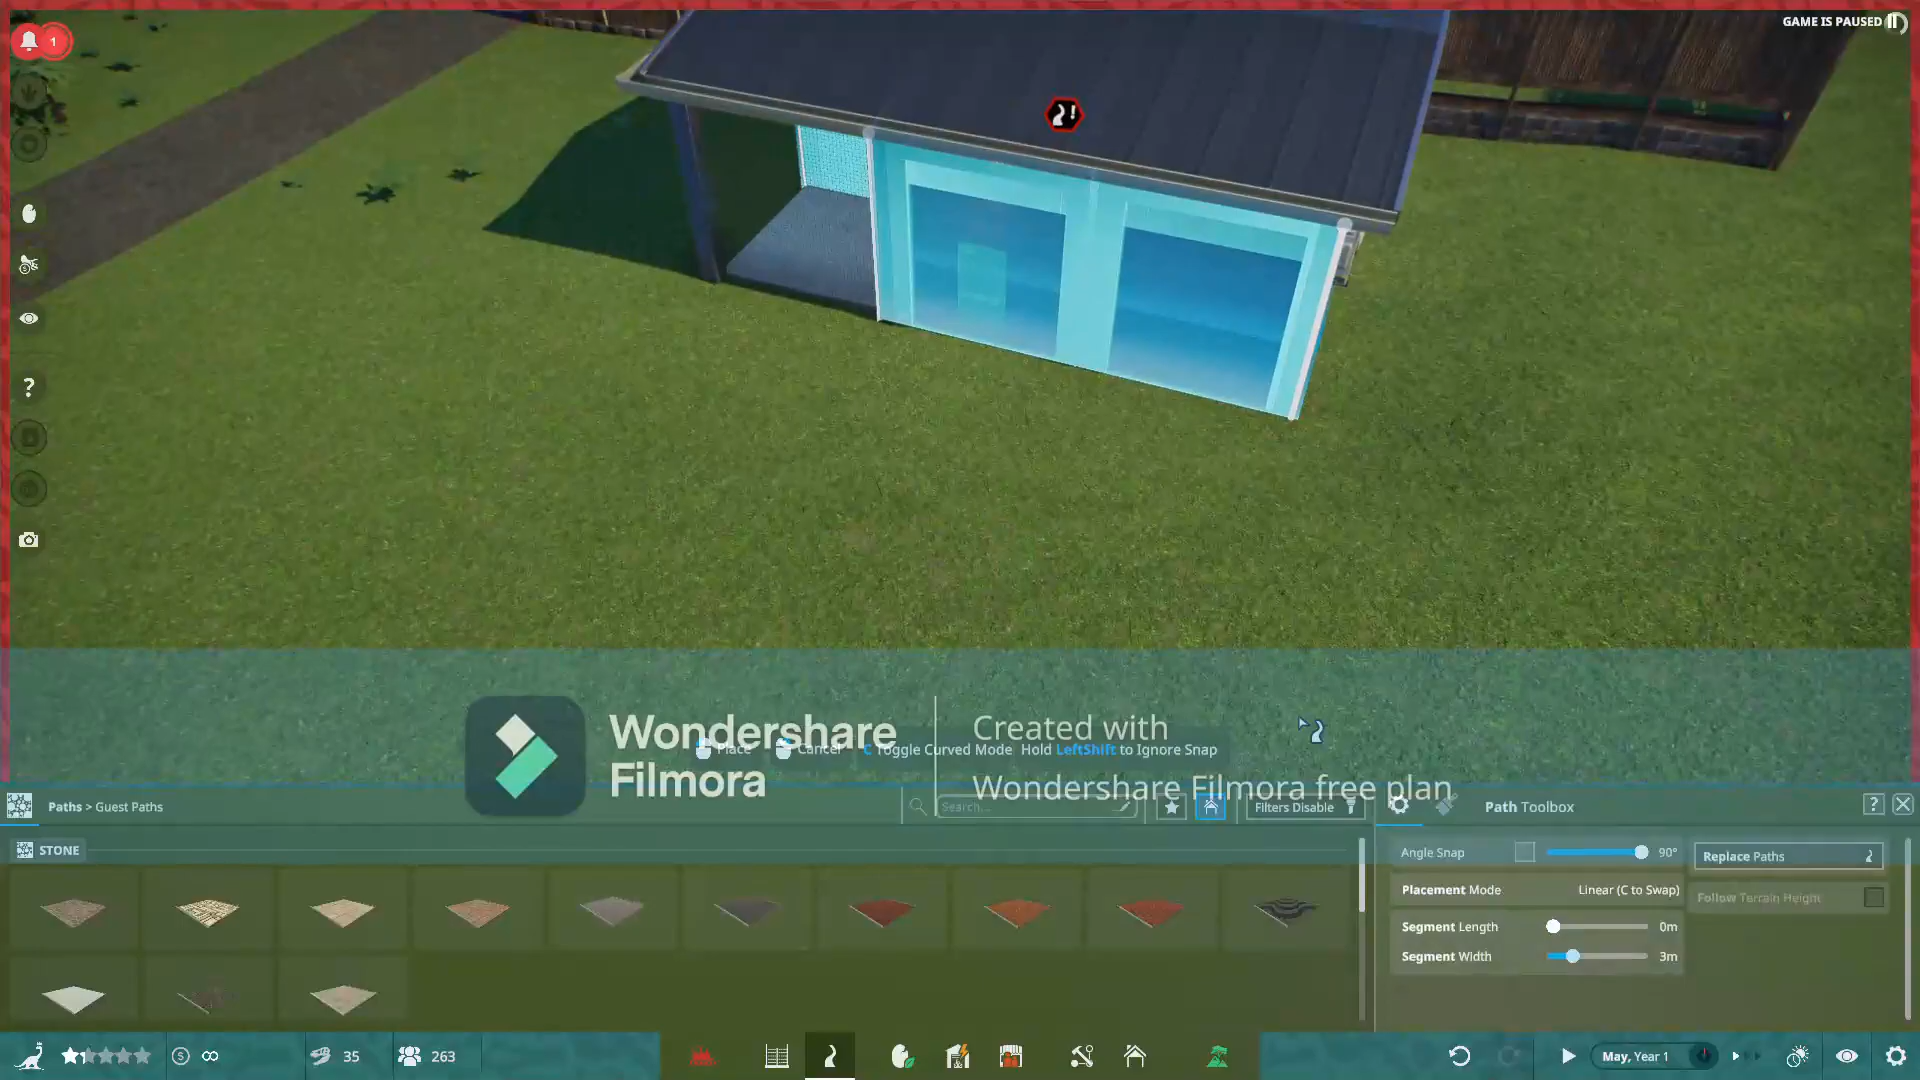 1
GAME IS PAUSED
?
Wondershare
Filmora
Created with
Wondershare Filmora free plan
Place Cancel C Toggle Curved Mode Hold LeftShift to Ignore Snap
Paths > Guest Paths
Search...
Filters Disable
Path Toolbox
?
STONE
Angle Snap 90°
Replace Paths
Placement Mode Linear (C to Swap)
Follow Terrain Height
Segment Length 0m
Segment Width 3m
∞
35
263
May, Year 1